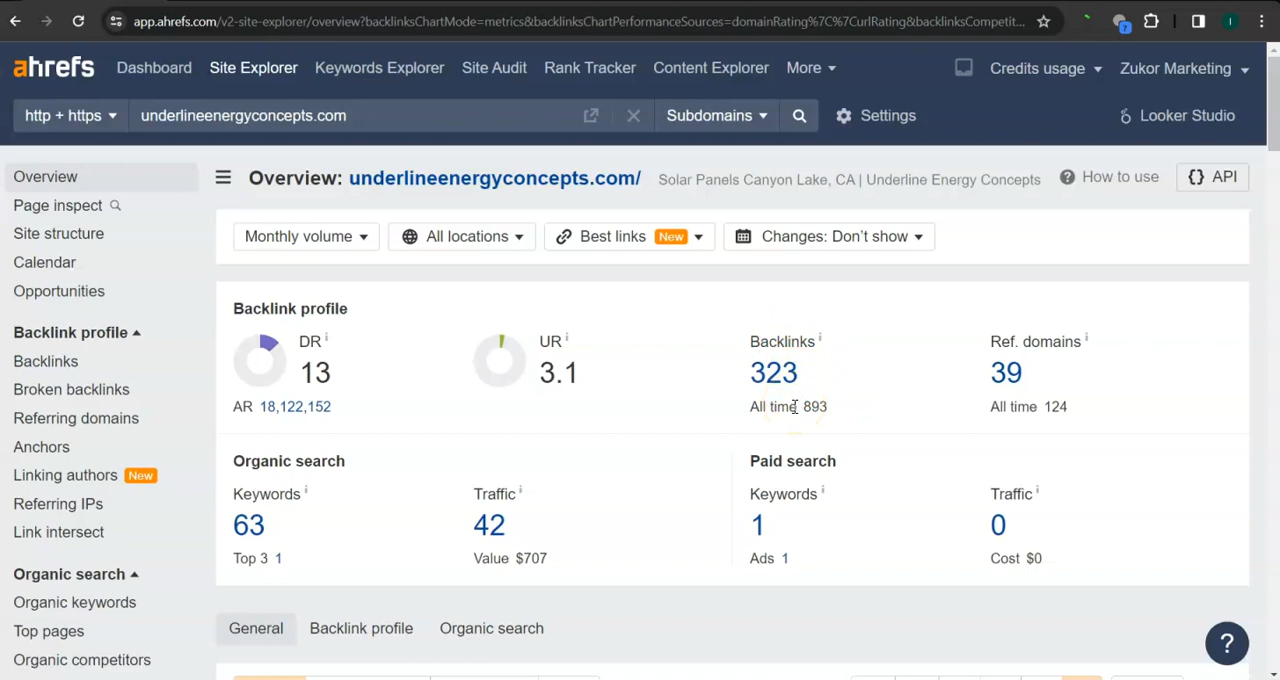 app.ahrefs.com/v2-site-explorer/overview?backlinksChartMode=metrics&backlinksChartPerformanceSources=domainRating%7C%7CurlRating&backlinksCompetit...
ahrefs Dashboard Site Explorer Keywords Explorer Site Audit Rank Tracker Content Explorer More Credits usage Zukor Marketing
http + https underlineenergyconcepts.com Subdomains Settings Looker Studio
Overview
Page inspect
Site structure
Calendar
Opportunities
Backlink profile
Backlinks
Broken backlinks
Referring domains
Anchors
Linking authors New
Referring IPs
Link intersect
Organic search
Organic keywords
Top pages
Organic competitors
Overview: underlineenergyconcepts.com/ Solar Panels Canyon Lake, CA | Underline Energy Concepts How to use {} API
Monthly volume All locations Best links New Changes: Don't show
Backlink profile
DR i UR i Backlinks i Ref. domains i
13 3.1 323 39
AR 18,122,152 All time 893 All time 124
Organic search Paid search
Keywords i Traffic i Keywords i Traffic i
63 42 1 0
Top 3 1 Value $707 Ads 1 Cost $0
General Backlink profile Organic search
?